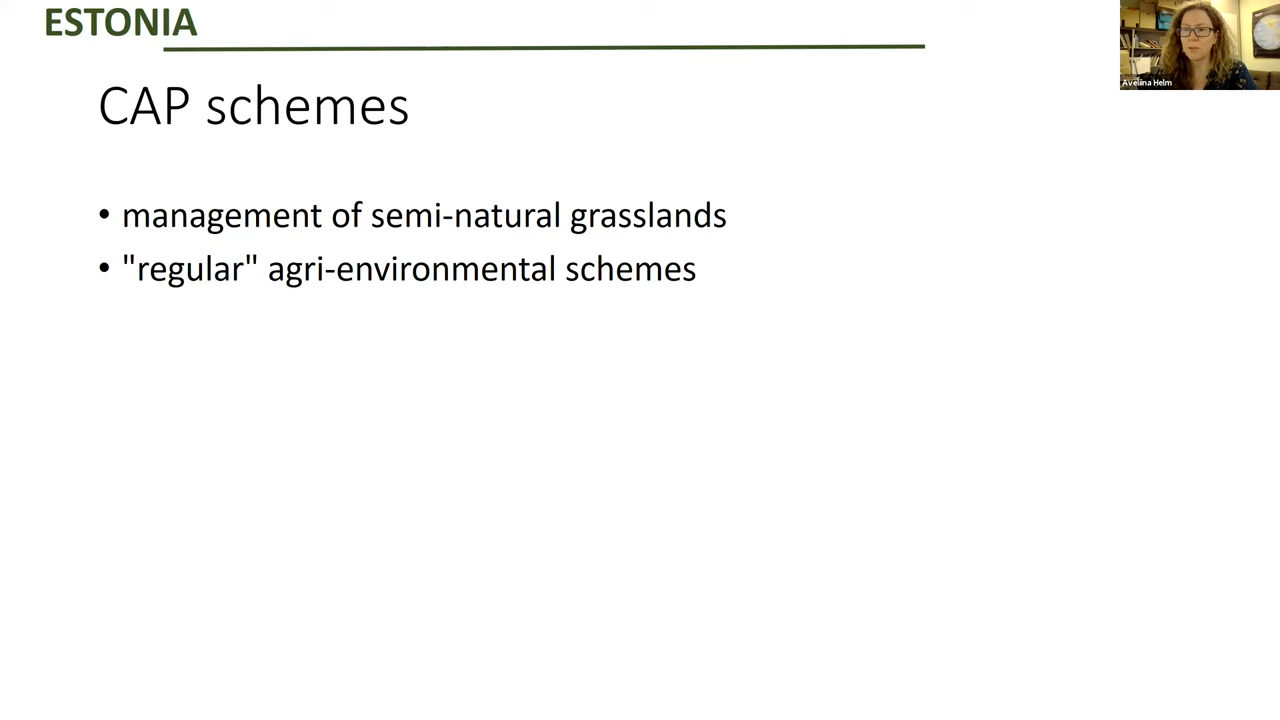 ESTONIA
Aveliina Helm
CAP schemes
• management of semi-natural grasslands
• "regular" agri-environmental schemes